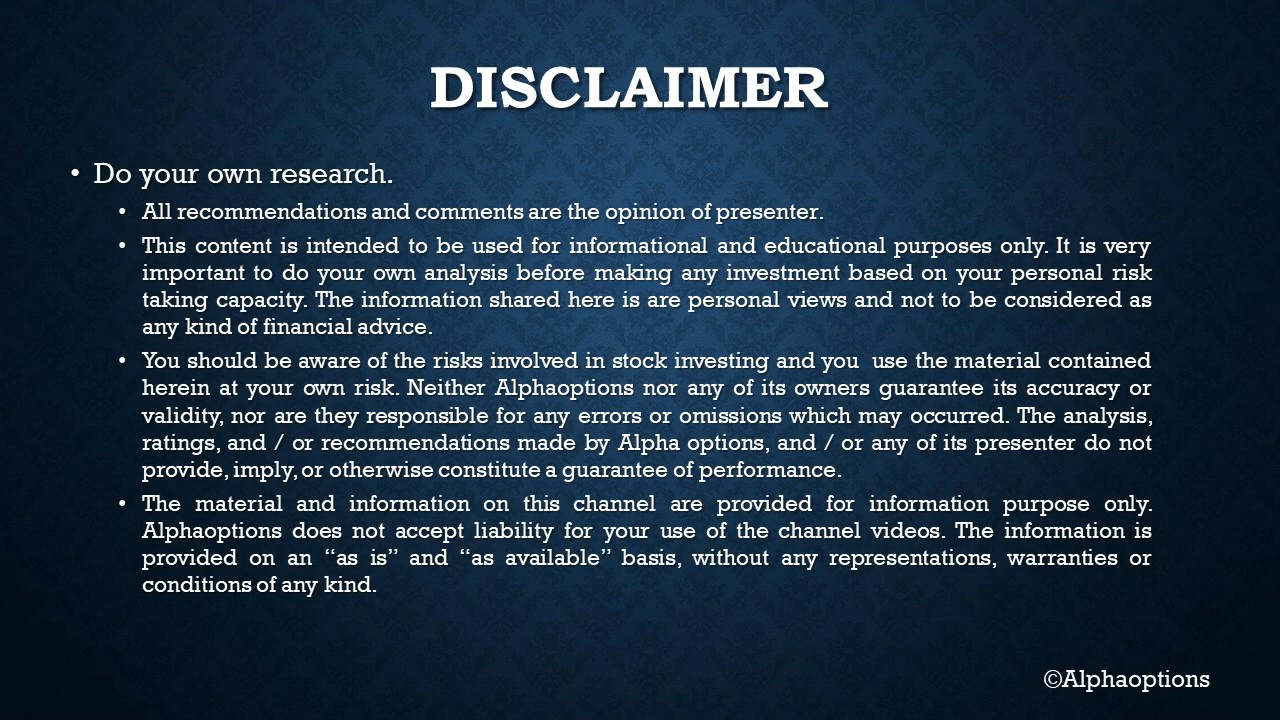 DISCLAIMER
• Do your own research.
• All recommendations and comments are the opinion of presenter.
• This content is intended to be used for informational and educational purposes only. It is very
important to do your own analysis before making any investment based on your personal risk
taking capacity. The information shared here is are personal views and not to be considered as
any kind of financial advice.
• You should be aware of the risks involved in stock investing and you  use the material contained
herein at your own risk. Neither Alphaoptions nor any of its owners guarantee its accuracy or
validity, nor are they responsible for any errors or omissions which may occurred. The analysis,
ratings, and / or recommendations made by Alpha options, and / or any of its presenter do not
provide, imply, or otherwise constitute a guarantee of performance.
• The material and information on this channel are provided for information purpose only.
Alphaoptions does not accept liability for your use of the channel videos. The information is
provided on an “as is” and “as available” basis, without any representations, warranties or
conditions of any kind.
©Alphaoptions